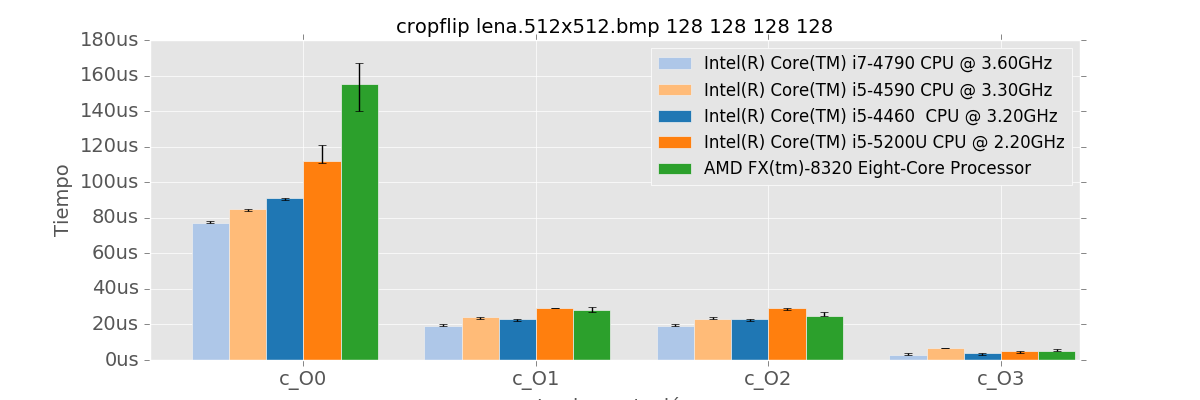 cropflip lena.512x512.bmp 128 128 128 128
180us
160us
140us
120us
100us
80us
60us
40us
20us
0us
Tiempo
Intel(R) Core(TM) i7-4790 CPU @ 3.60GHz
Intel(R) Core(TM) i5-4590 CPU @ 3.30GHz
Intel(R) Core(TM) i5-4460  CPU @ 3.20GHz
Intel(R) Core(TM) i5-5200U CPU @ 2.20GHz
AMD FX(tm)-8320 Eight-Core Processor
c_O0
c_O1
c_O2
c_O3